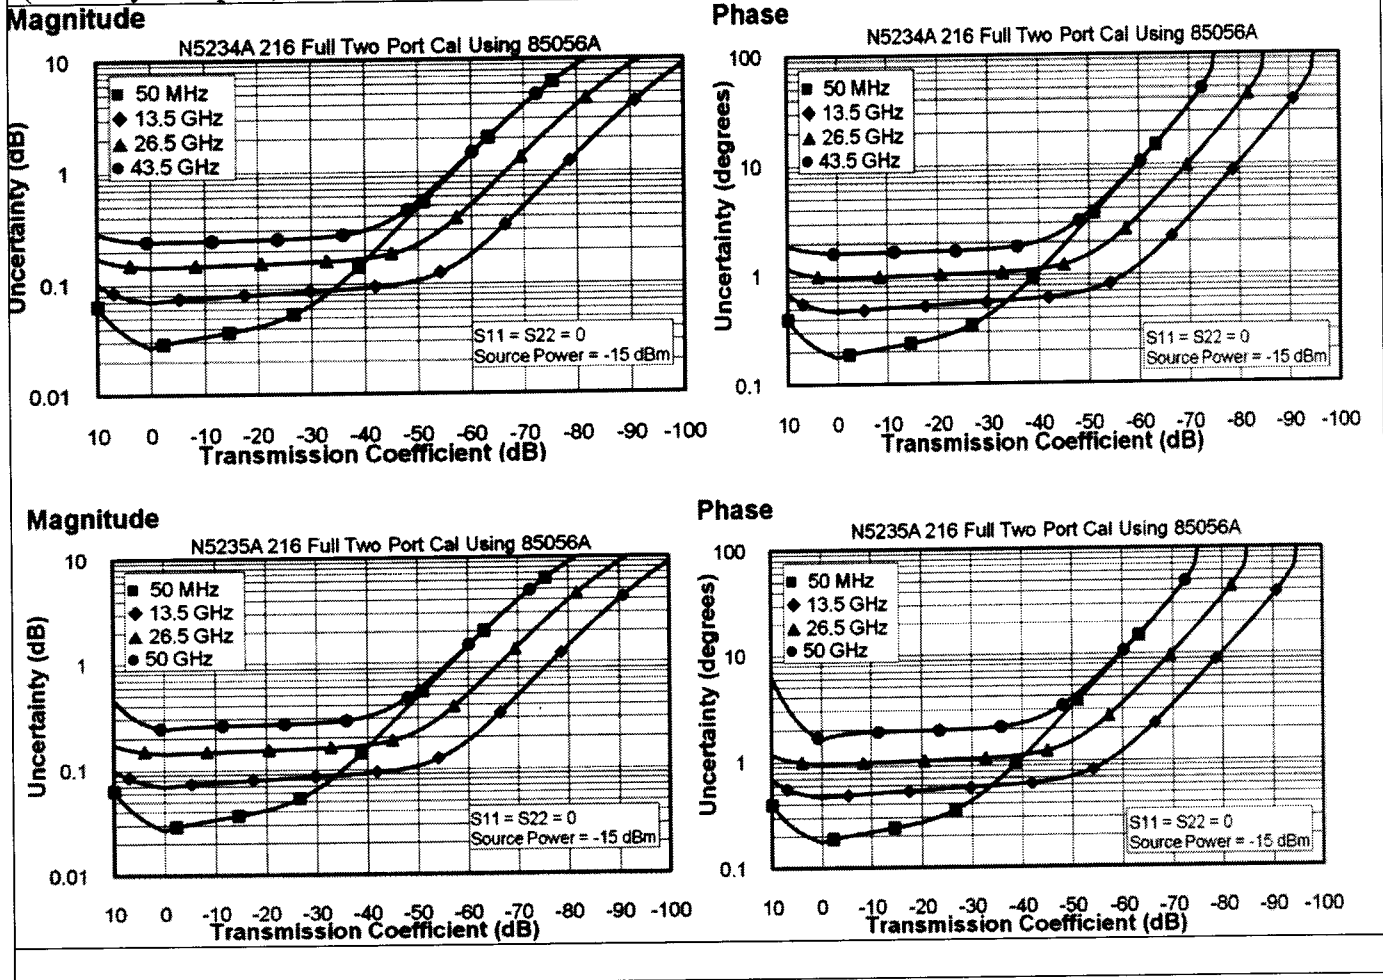 Magnitude
N5234A 216 Full Two Port Cal Using 85056A
Uncertainty (dB)
10
1
0.1
0.01
50 MHz
13.5 GHz
26.5 GHz
43.5 GHz
S11 = S22 = 0
Source Power = -15 dBm
10 0 -10 -20 -30 -40 -50 -60 -70 -80 -90 -100
Transmission Coefficient (dB)
Phase
N5234A 216 Full Two Port Cal Using 85056A
Uncertainty (degrees)
100
10
1
0.1
50 MHz
13.5 GHz
26.5 GHz
43.5 GHz
S11 = S22 = 0
Source Power = -15 dBm
10 0 -10 -20 -30 -40 -50 -60 -70 -80 -90 -100
Transmission Coefficient (dB)
Magnitude
N5235A 216 Full Two Port Cal Using 85056A
Uncertainty (dB)
10
1
0.1
0.01
50 MHz
13.5 GHz
26.5 GHz
50 GHz
S11 = S22 = 0
Source Power = -15 dBm
10 0 -10 -20 -30 -40 -50 -60 -70 -80 -90 -100
Transmission Coefficient (dB)
Phase
N5235A 216 Full Two Port Cal Using 85056A
Uncertainty (degrees)
100
10
1
0.1
50 MHz
13.5 GHz
26.5 GHz
50 GHz
S11 = S22 = 0
Source Power = -15 dBm
10 0 -10 -20 -30 -40 -50 -60 -70 -80 -90 -100
Transmission Coefficient (dB)